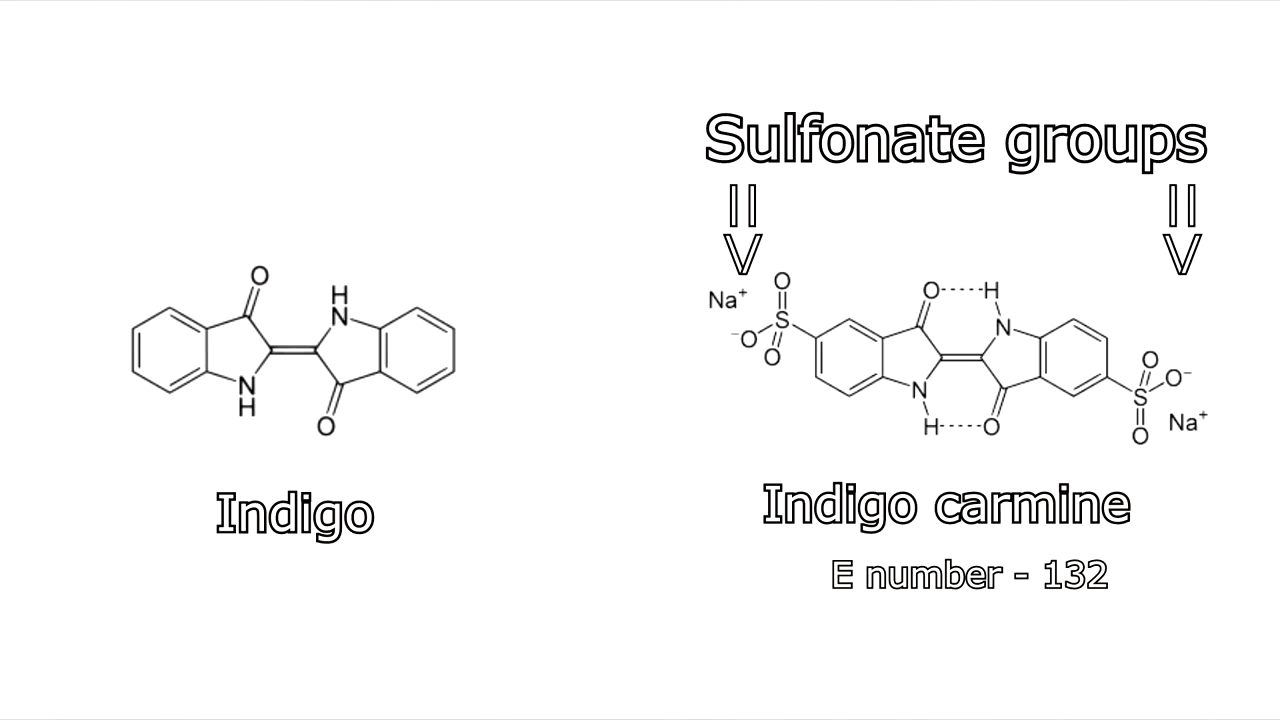 Sulfonate groups
O
H
N
N
H
O
Indigo
Na⁺
O
S
⁻O
O
O
H
N
N
H
O
O
S
O⁻
O
Na⁺
Indigo carmine
E number - 132